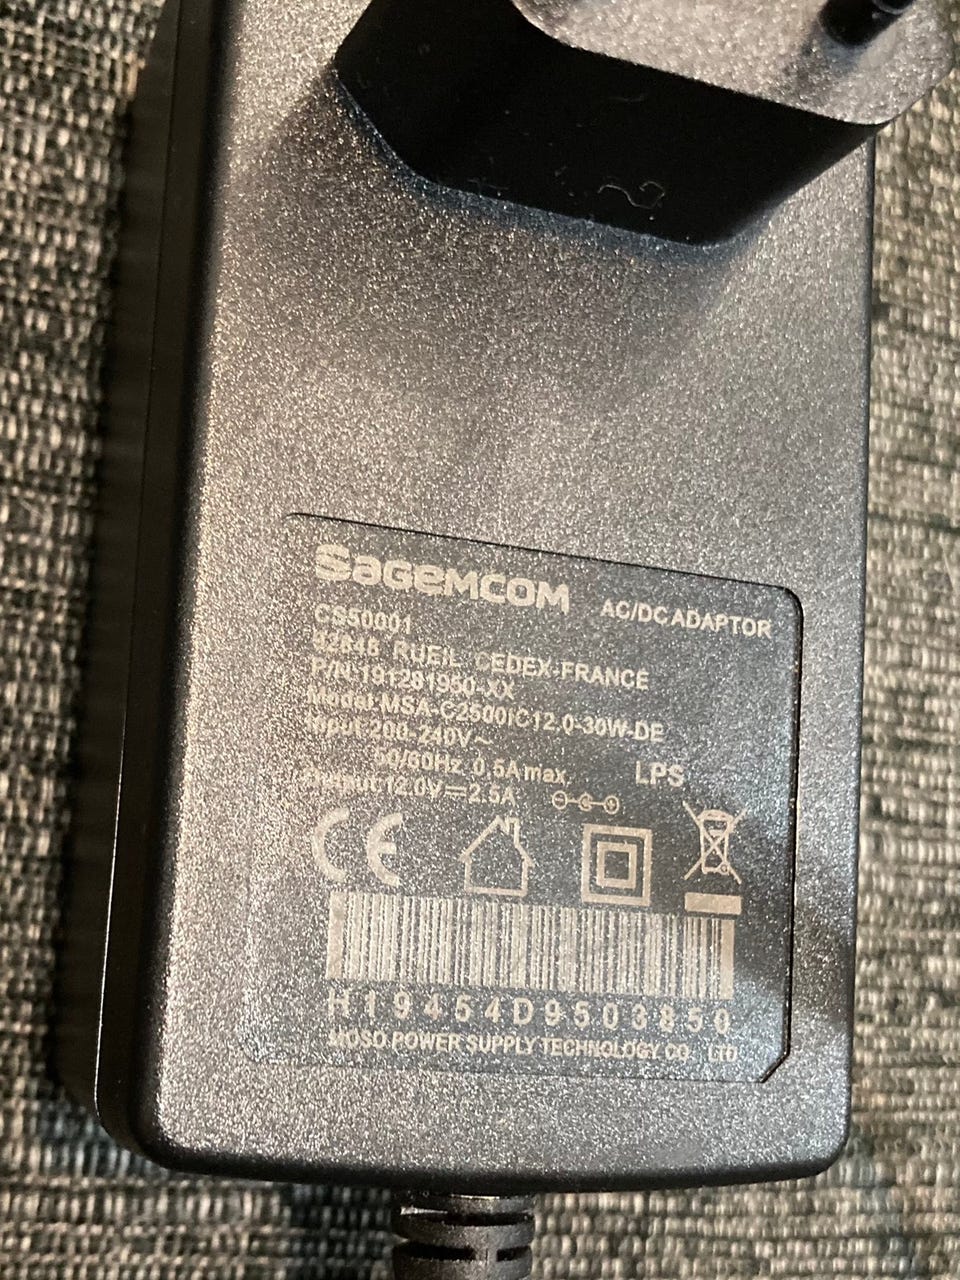 Sagemcom AC/DC ADAPTOR
CS50001
92848 RUEIL CEDEX-FRANCE
P/N:191281950-XX
Model:MSA-C2500IC12.0-30W-DE
Input:200-240V~
50/60Hz 0.5A max. LPS
Output:12.0V⎓2.5A
CE
H19454D9503850
MOSO POWER SUPPLY TECHNOLOGY CO LTD